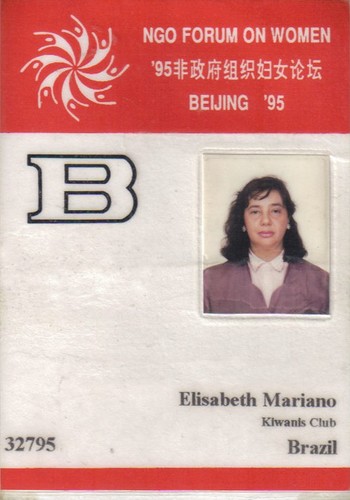 NGO FORUM ON WOMEN
'95非政府组织妇女论坛
BEIJING '95
B
Elisabeth Mariano
Kiwanis Club
32795
Brazil